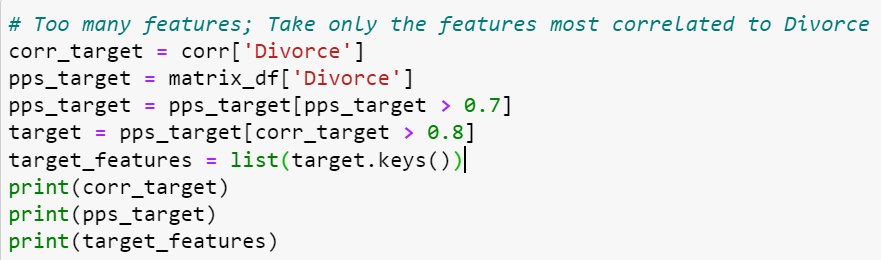 # Too many features; Take only the features most correlated to Divorce
corr_target = corr['Divorce']
pps_target = matrix_df['Divorce']
pps_target = pps_target[pps_target > 0.7]
target = pps_target[corr_target > 0.8]
target_features = list(target.keys())
print(corr_target)
print(pps_target)
print(target_features)